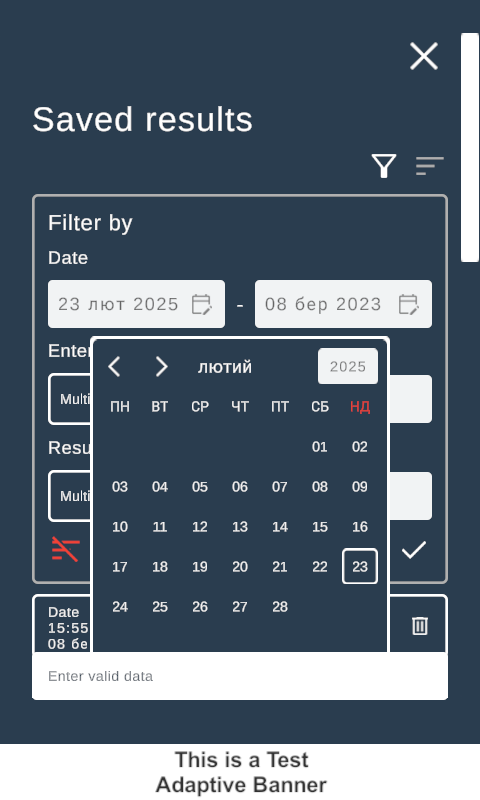 Saved results
Filter by
Date
23 лют 2025 - 08 бер 2023
Enter
Multi
Resu
Multi
лютий 2025
ПН ВТ СР ЧТ ПТ СБ НД
01 02
03 04 05 06 07 08 09
10 11 12 13 14 15 16
17 18 19 20 21 22 23
24 25 26 27 28
Date
15:55
08 бе
Enter valid data
This is a Test
Adaptive Banner